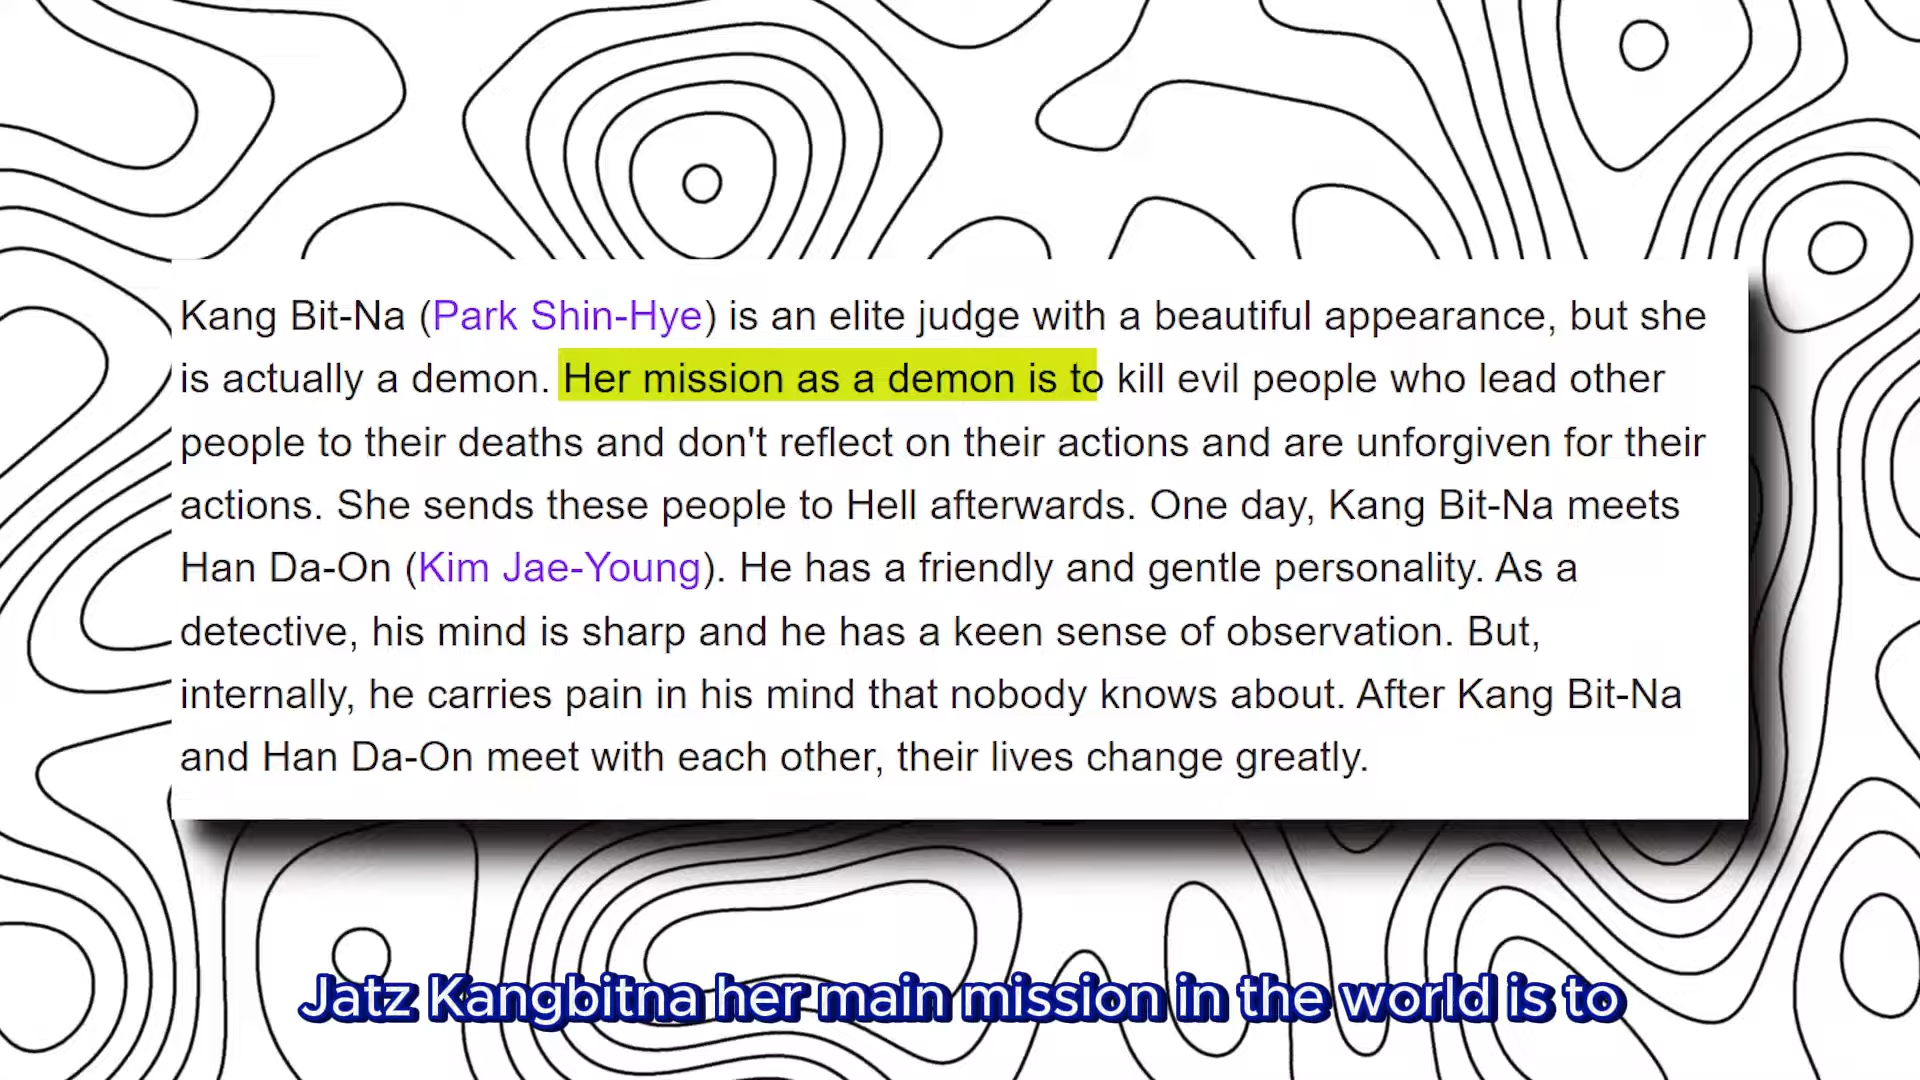 Kang Bit-Na (Park Shin-Hye) is an elite judge with a beautiful appearance, but she
is actually a demon. Her mission as a demon is to kill evil people who lead other
people to their deaths and don't reflect on their actions and are unforgiven for their
actions. She sends these people to Hell afterwards. One day, Kang Bit-Na meets
Han Da-On (Kim Jae-Young). He has a friendly and gentle personality. As a
detective, his mind is sharp and he has a keen sense of observation. But,
internally, he carries pain in his mind that nobody knows about. After Kang Bit-Na
and Han Da-On meet with each other, their lives change greatly.
Jatz Kangbitna her main mission in the world is to